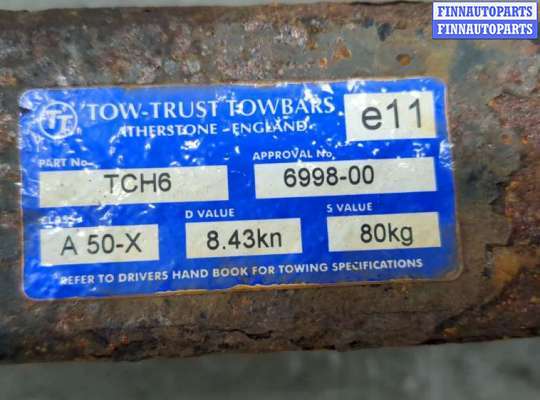 FINNAUTOPARTS
FINNAUTOPARTS
TT TOW-TRUST TOWBARS
ATHERSTONE - ENGLAND
e11
PART No. APPROVAL No.
TCH6 6998-00
CLASS D VALUE S VALUE
A 50-X 8.43kn 80kg
REFER TO DRIVERS HAND BOOK FOR TOWING SPECIFICATIONS